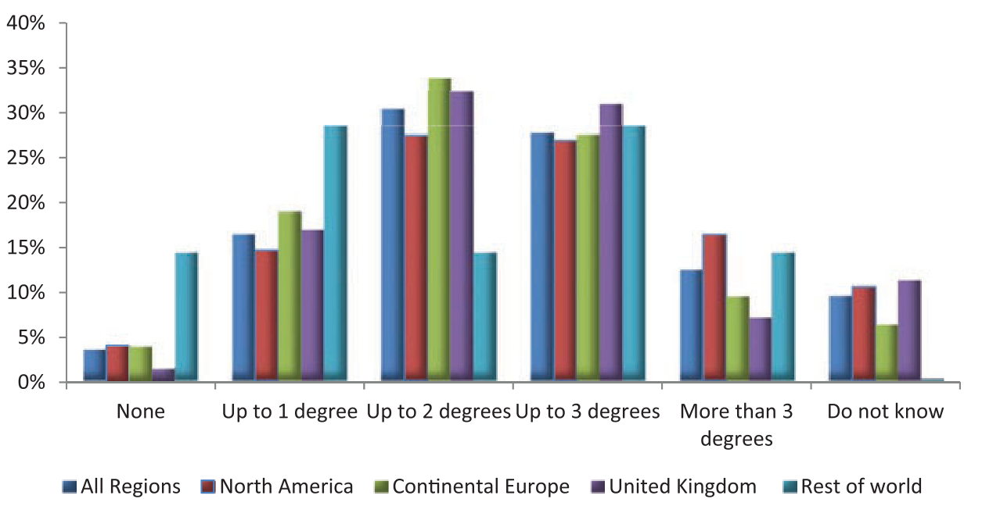 40%
35%
30%
25%
20%
15%
10%
5%
0%
None
Up to 1 degree
Up to 2 degrees
Up to 3 degrees
More than 3
degrees
Do not know
All Regions
North America
Continental Europe
United Kingdom
Rest of world